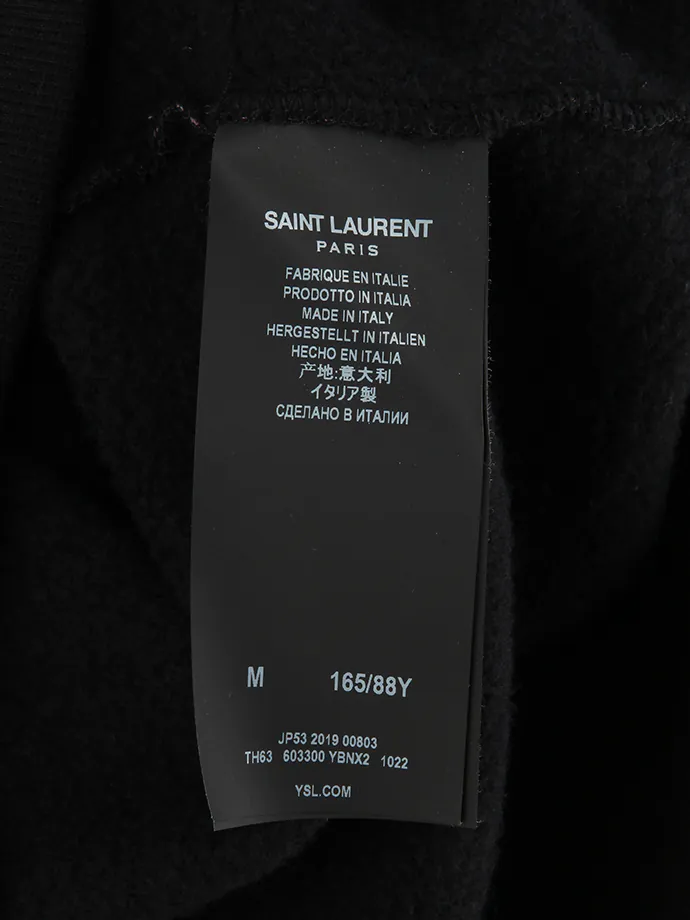 SAINT LAURENT
PARIS
FABRIQUE EN ITALIE
PRODOTTO IN ITALIA
MADE IN ITALY
HERGESTELLT IN ITALIEN
HECHO EN ITALIA
产地:意大利
イタリア製
СДЕЛАНО В ИТАЛИИ
M 165/88Y
JP53 2019 00803
TH63 603300 YBNX2 1022
YSL.COM